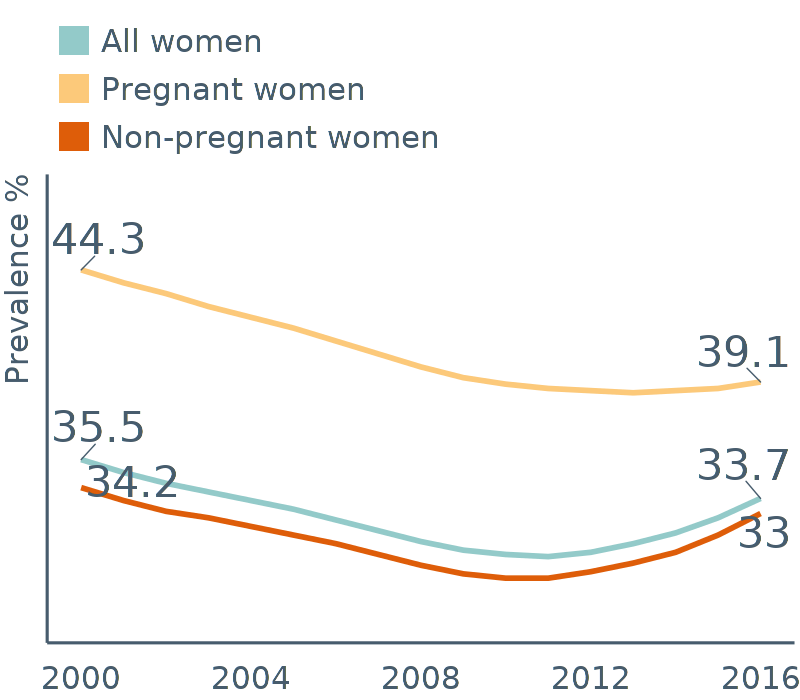 All women
Pregnant women
Non-pregnant women
Prevalence %
44.3
39.1
35.5
34.2
33.7
33
2000 2004 2008 2012 2016